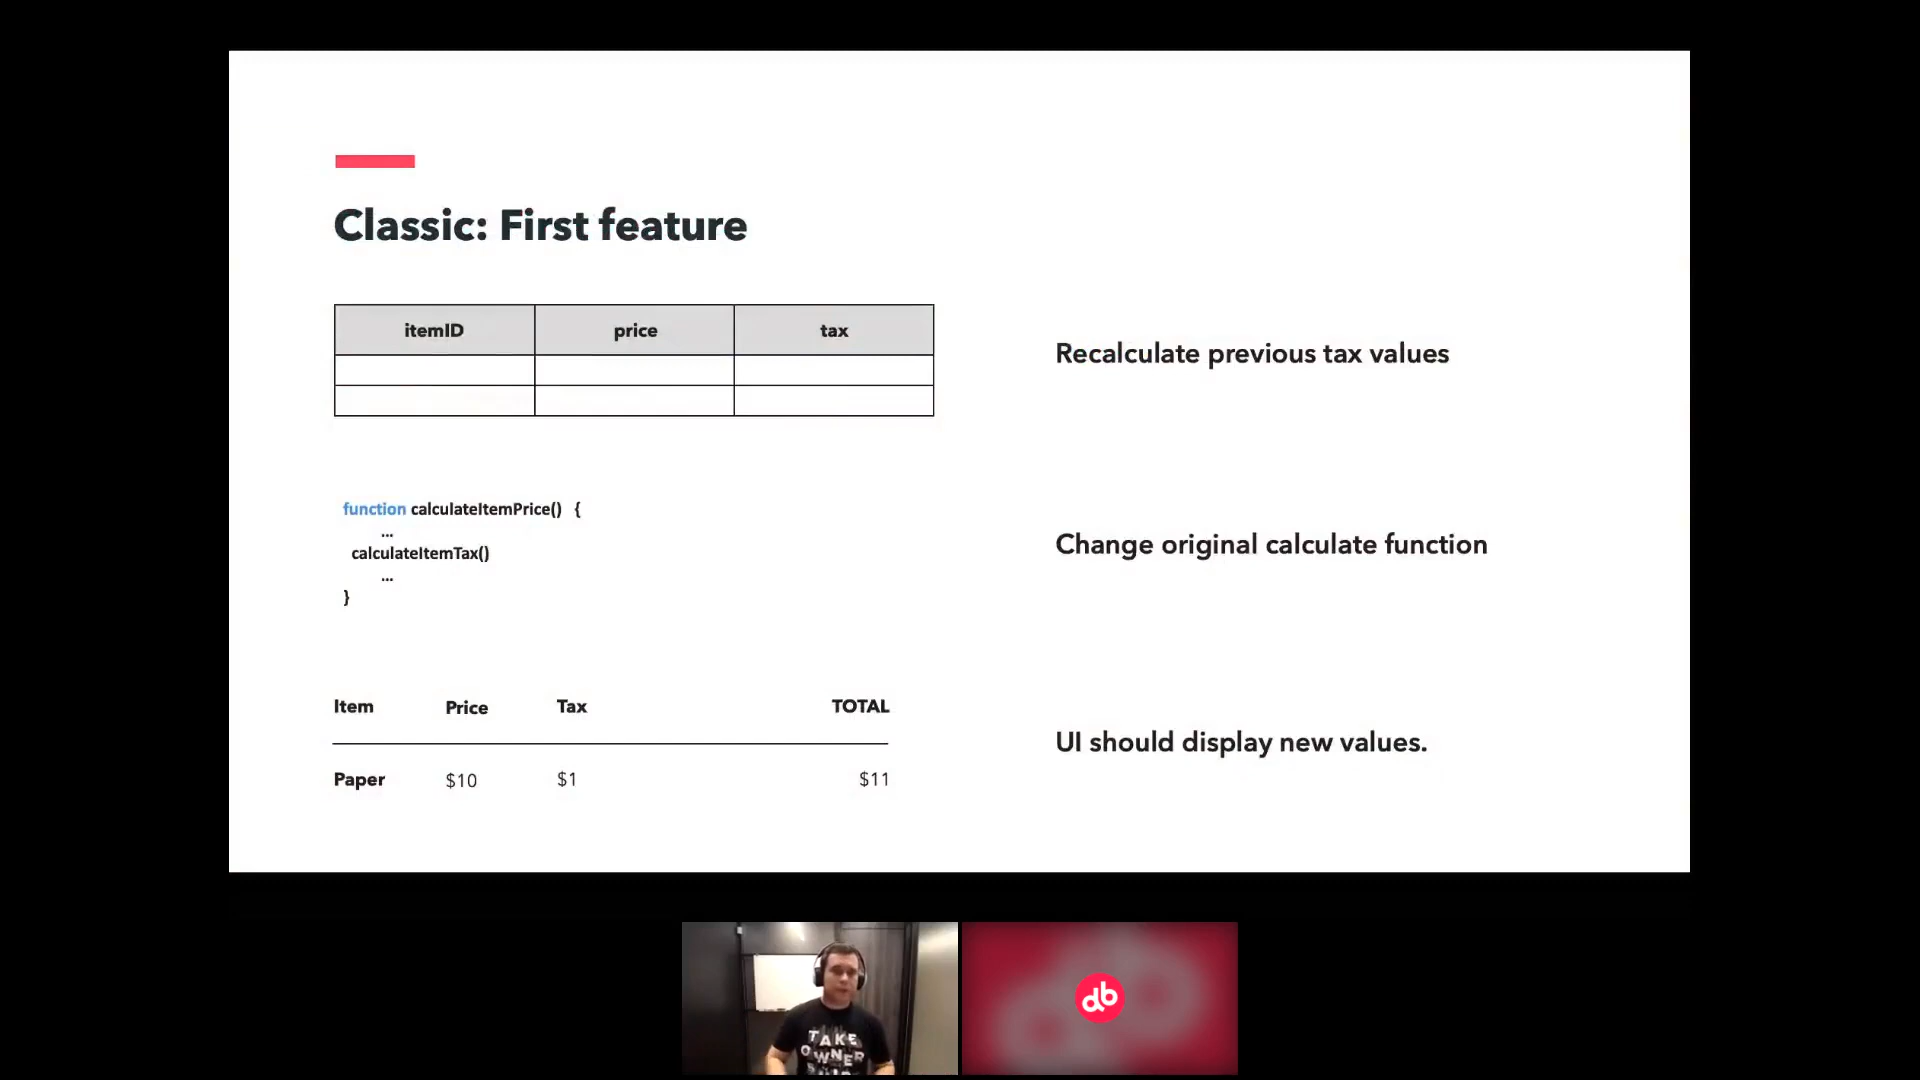 Classic: First feature
itemID price tax
Recalculate previous tax values
function calculateItemPrice() {
...
calculateItemTax()
...
}
Change original calculate function
Item Price Tax TOTAL
Paper $10 $1 $11
UI should display new values.
TAKE
OWNER
db